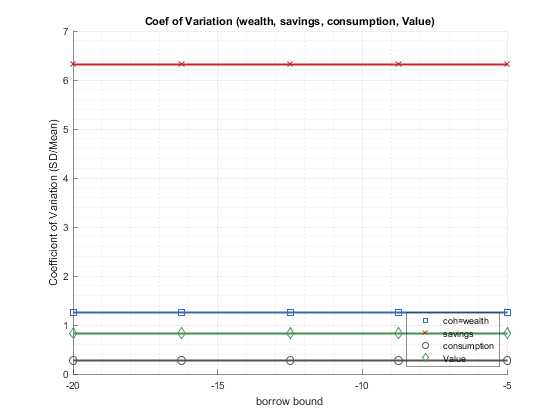 Coef of Variation (wealth, savings, consumption, Value)
Coefficient of Variation (SD/Mean)
7
6
5
4
3
2
1
0
-20
-15
-10
-5
borrow bound
coh=wealth
savings
consumption
Value